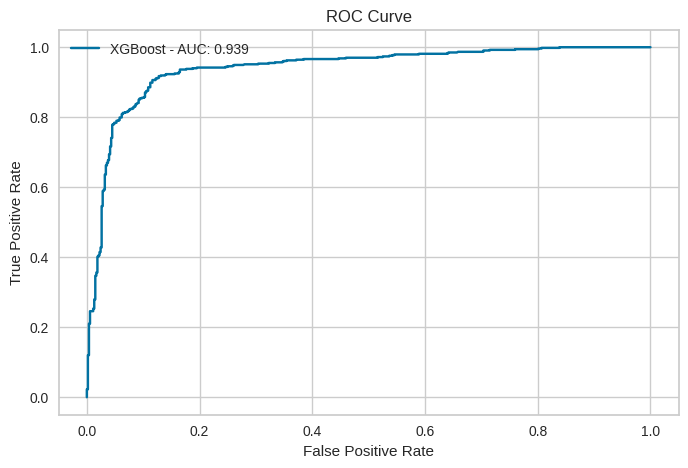 ROC Curve
XGBoost - AUC: 0.939
True Positive Rate
1.0
0.8
0.6
0.4
0.2
0.0
0.0 0.2 0.4 0.6 0.8 1.0
False Positive Rate